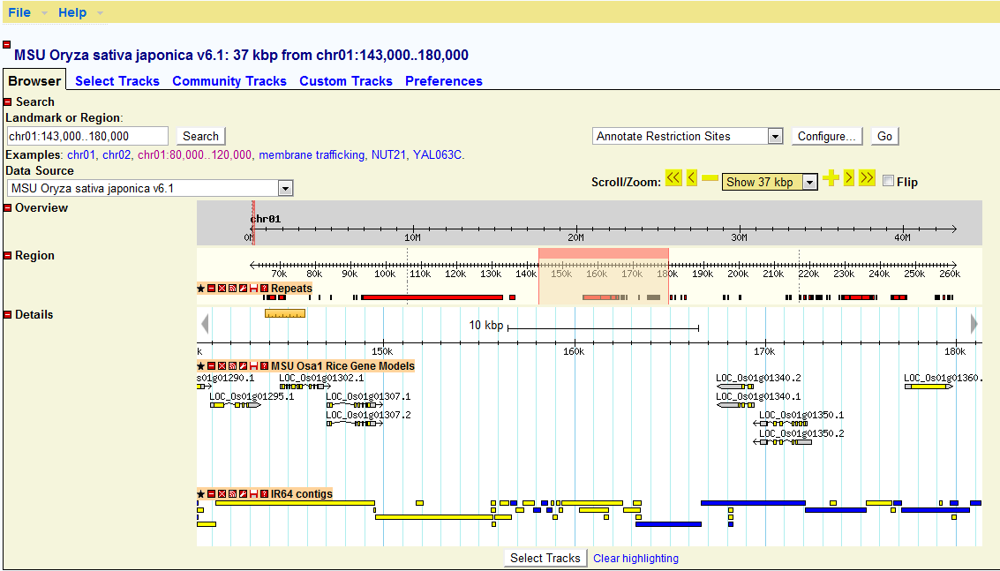 File Help
MSU Oryza sativa japonica v6.1: 37 kbp from chr01:143,000..180,000
Browser Select Tracks Community Tracks Custom Tracks Preferences
Search
Landmark or Region:
chr01:143,000..180,000 Search Annotate Restriction Sites Configure... Go
Examples: chr01, chr02, chr01:80,000..120,000, membrane trafficking, NUT21, YAL063C.
Data Source
MSU Oryza sativa japonica v6.1 Scroll/Zoom: << < Show 37 kbp > >> Flip
Overview
chr01
0M 10M 20M 30M 40M
Region
70k 80k 90k 100k 110k 120k 130k 140k 150k 160k 170k 180k 190k 200k 210k 220k 230k 240k 250k 260k
Repeats
Details
10 kbp
k 150k 160k 170k 180k
MSU Osa1 Rice Gene Models
s01g01290.1 LOC_Os01g01302.1 LOC_Os01g01340.2 LOC_Os01g01360.
LOC_Os01g01295.1 LOC_Os01g01307.1 LOC_Os01g01340.1
LOC_Os01g01307.2 LOC_Os01g01350.1
LOC_Os01g01350.2
IR64 contigs
Select Tracks Clear highlighting